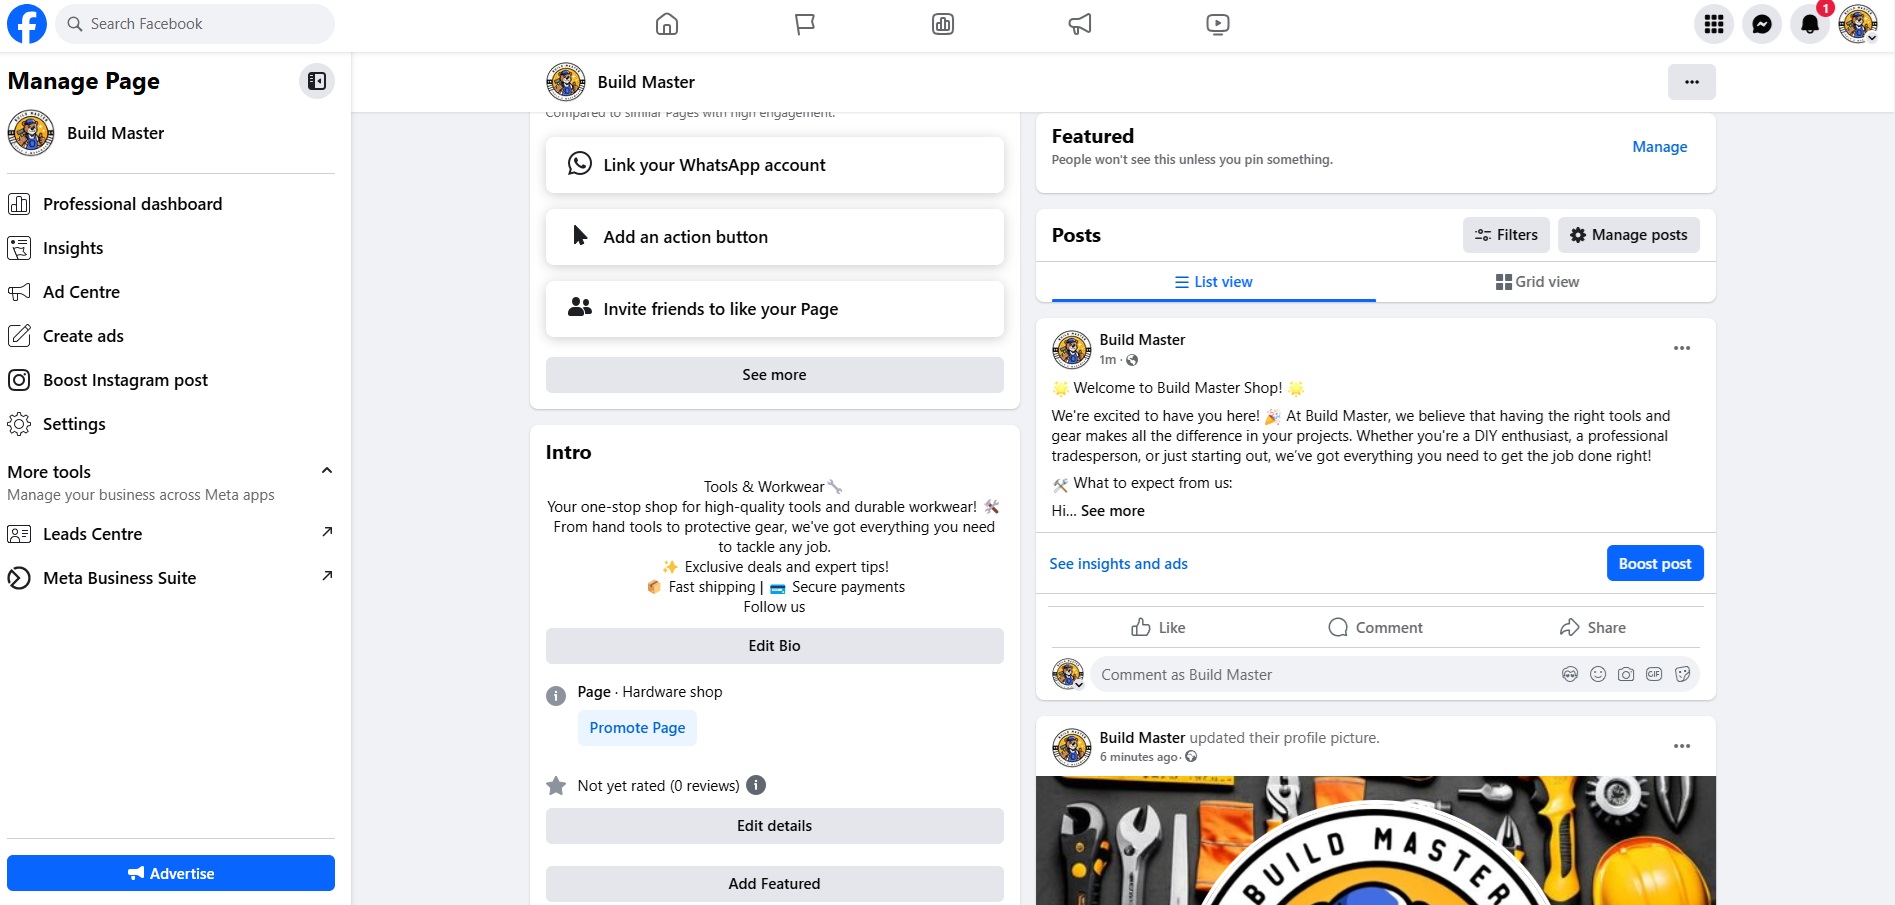 Search Facebook
1
Manage Page
Build Master
Professional dashboard
Insights
Ad Centre
Create ads
Boost Instagram post
Settings
More tools
Manage your business across Meta apps
Leads Centre
Meta Business Suite
Advertise
Build Master
Compared to similar Pages with high engagement.
Link your WhatsApp account
Add an action button
Invite friends to like your Page
See more
Intro
Tools & Workwear🔧
Your one-stop shop for high-quality tools and durable workwear! 🛠️
From hand tools to protective gear, we've got everything you need
to tackle any job.
✨ Exclusive deals and expert tips!
📦 Fast shipping | 💳 Secure payments
Follow us
Edit Bio
Page · Hardware shop
Promote Page
Not yet rated (0 reviews)
Edit details
Add Featured
Featured
People won't see this unless you pin something.
Manage
Posts
Filters
Manage posts
List view
Grid view
Build Master
1m ·
🌟 Welcome to Build Master Shop! 🌟
We're excited to have you here! 🎉 At Build Master, we believe that having the right tools and
gear makes all the difference in your projects. Whether you're a DIY enthusiast, a professional
tradesperson, or just starting out, we've got everything you need to get the job done right!
🛠️ What to expect from us:
Hi... See more
See insights and ads
Boost post
Like
Comment
Share
Comment as Build Master
GIF
Build Master updated their profile picture.
6 minutes ago ·
BUILD MASTER